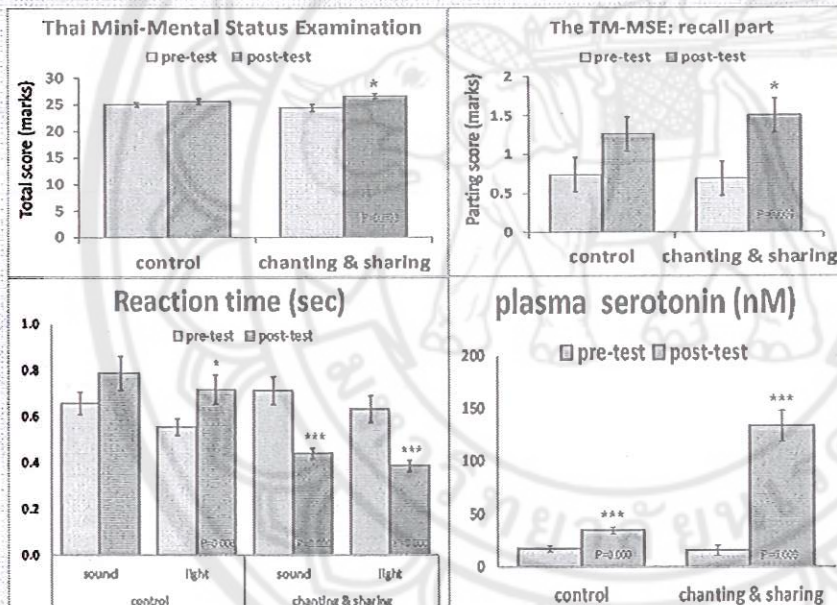 Thai Mini-Mental Status Examination
pre-test post-test
Total score (marks)
30
25
20
15
10
5
0
*
control
chanting & sharing
The TM-MSE: recall part
pre-test post-test
Parting score (marks)
2
1.5
1
0.5
0
*
control
chanting & sharing
Reaction time (sec)
pre-test post-test
1.0
0.8
0.6
0.4
0.2
0.0
*
***
***
sound light sound light
control chanting & sharing
plasma serotonin (nM)
pre-test post-test
200
150
100
50
0
***
***
P=0.000
P=0.000
control
chanting & sharing